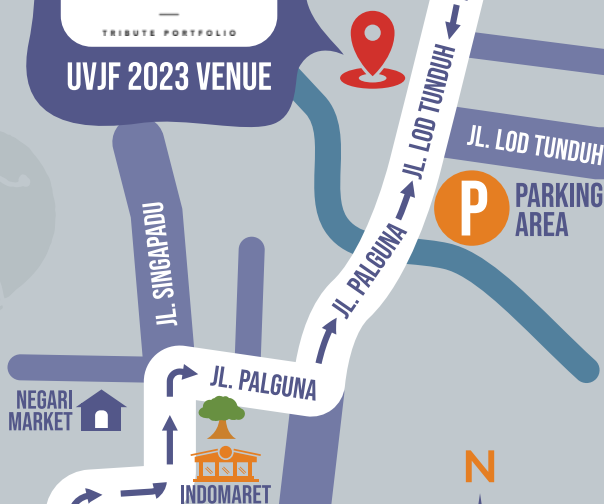 TRIBUTE PORTFOLIO
UVJF 2023 VENUE
JL. LOD TUNDUH
JL. LOD TUNDUH
P
PARKING
AREA
JL. SINGAPADU
JL. PALGUNA
JL. PALGUNA
NEGARI
MARKET
N
INDOMARET